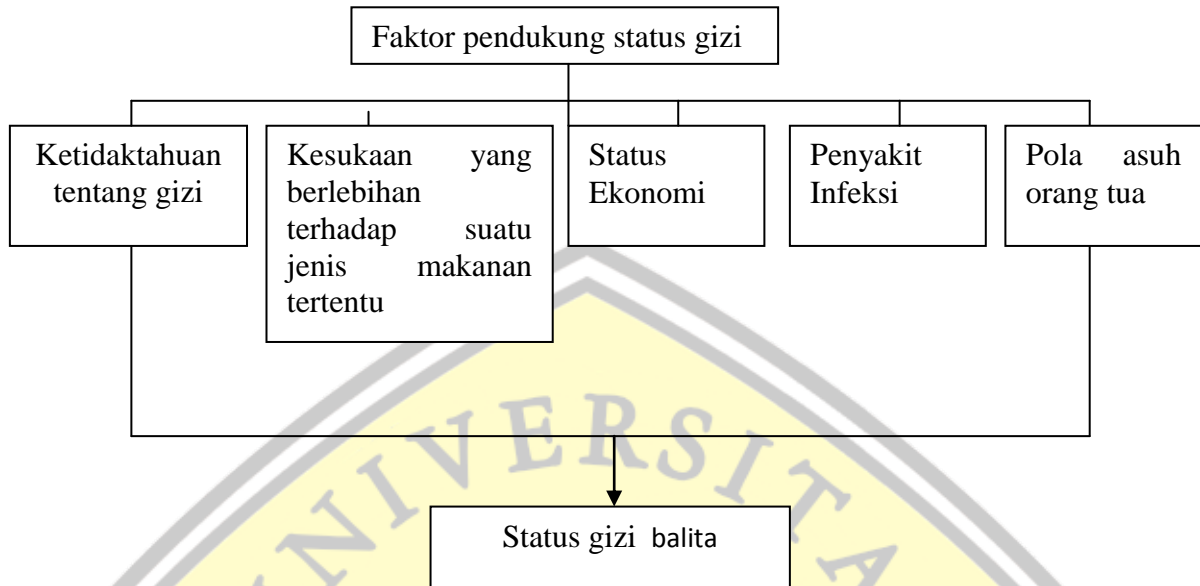 Faktor pendukung status gizi
Ketidaktahuan
tentang gizi
Kesukaan yang
berlebihan
terhadap suatu
jenis makanan
tertentu
Status
Ekonomi
Penyakit
Infeksi
Pola asuh
orang tua
UNIVERSITA
Status gizi balita